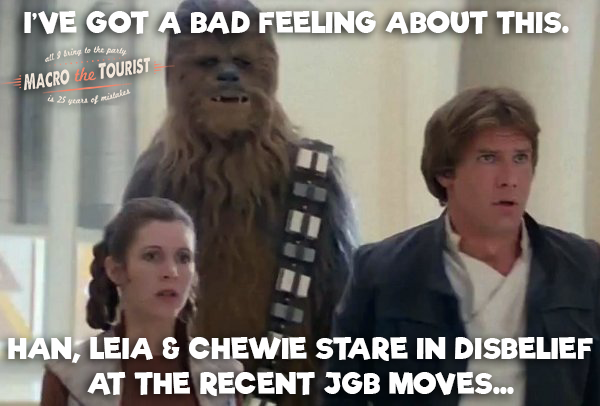 I'VE GOT A BAD FEELING ABOUT THIS.
all I bring to the party
MACRO the TOURIST
is 25 years of mistakes
HAN, LEIA & CHEWIE STARE IN DISBELIEF
AT THE RECENT JGB MOVES...